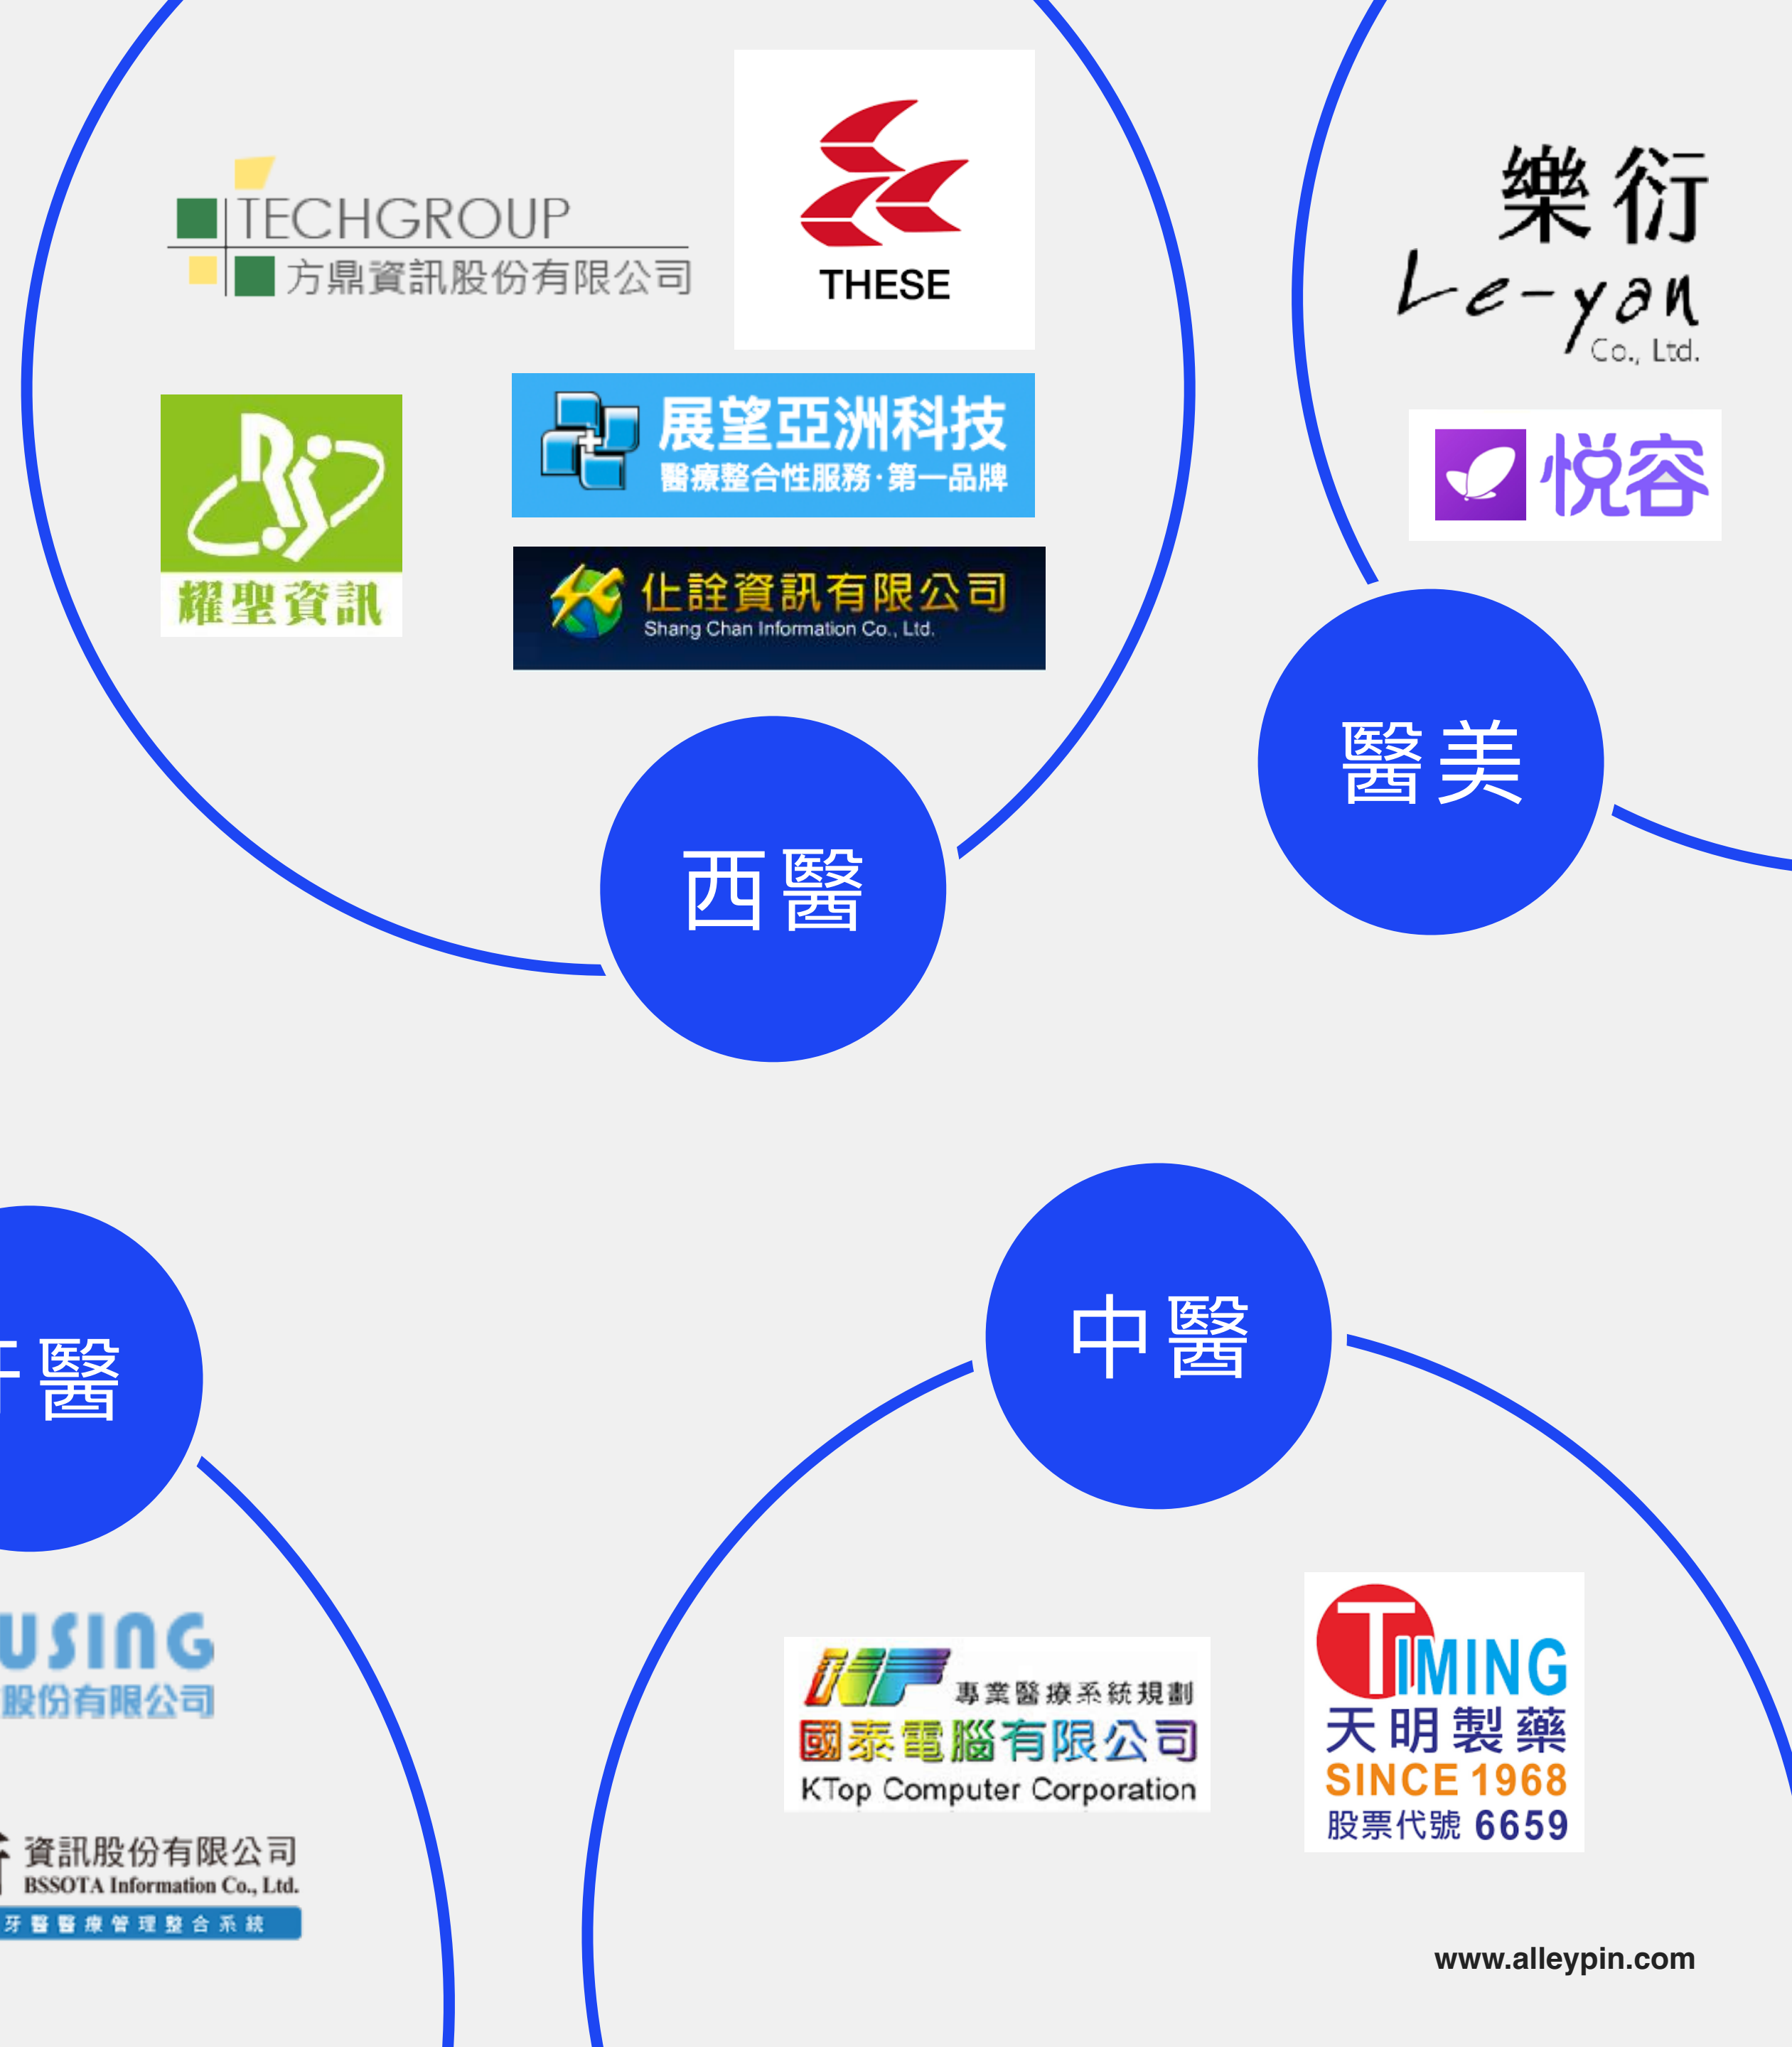 TECHGROUP
方鼎資訊股份有限公司
THESE
耀聖資訊
展望亞洲科技
醫療整合性服務·第一品牌
仩詮資訊有限公司
Shang Chan Information Co., Ltd.
西醫
樂衍
Le-yan
Co., Ltd.
悦容
醫美
醫
USING
股份有限公司
資訊股份有限公司
BSSOTA Information Co., Ltd.
牙醫醫療管理整合系統
中醫
專業醫療系統規劃
國泰電腦有限公司
KTop Computer Corporation
TIMING
天明製藥
SINCE 1968
股票代號 6659
www.alleypin.com